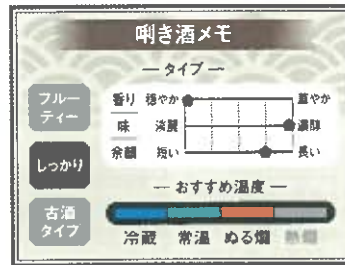 唎き酒メモ
— タイプ —
フルー
ティー
しっかり
古酒
タイプ
香り 穏やか 華やか
味 淡麗 濃醇
余韻 短い 長い
— おすすめ温度 —
冷蔵 常温 ぬる燗 熱燗